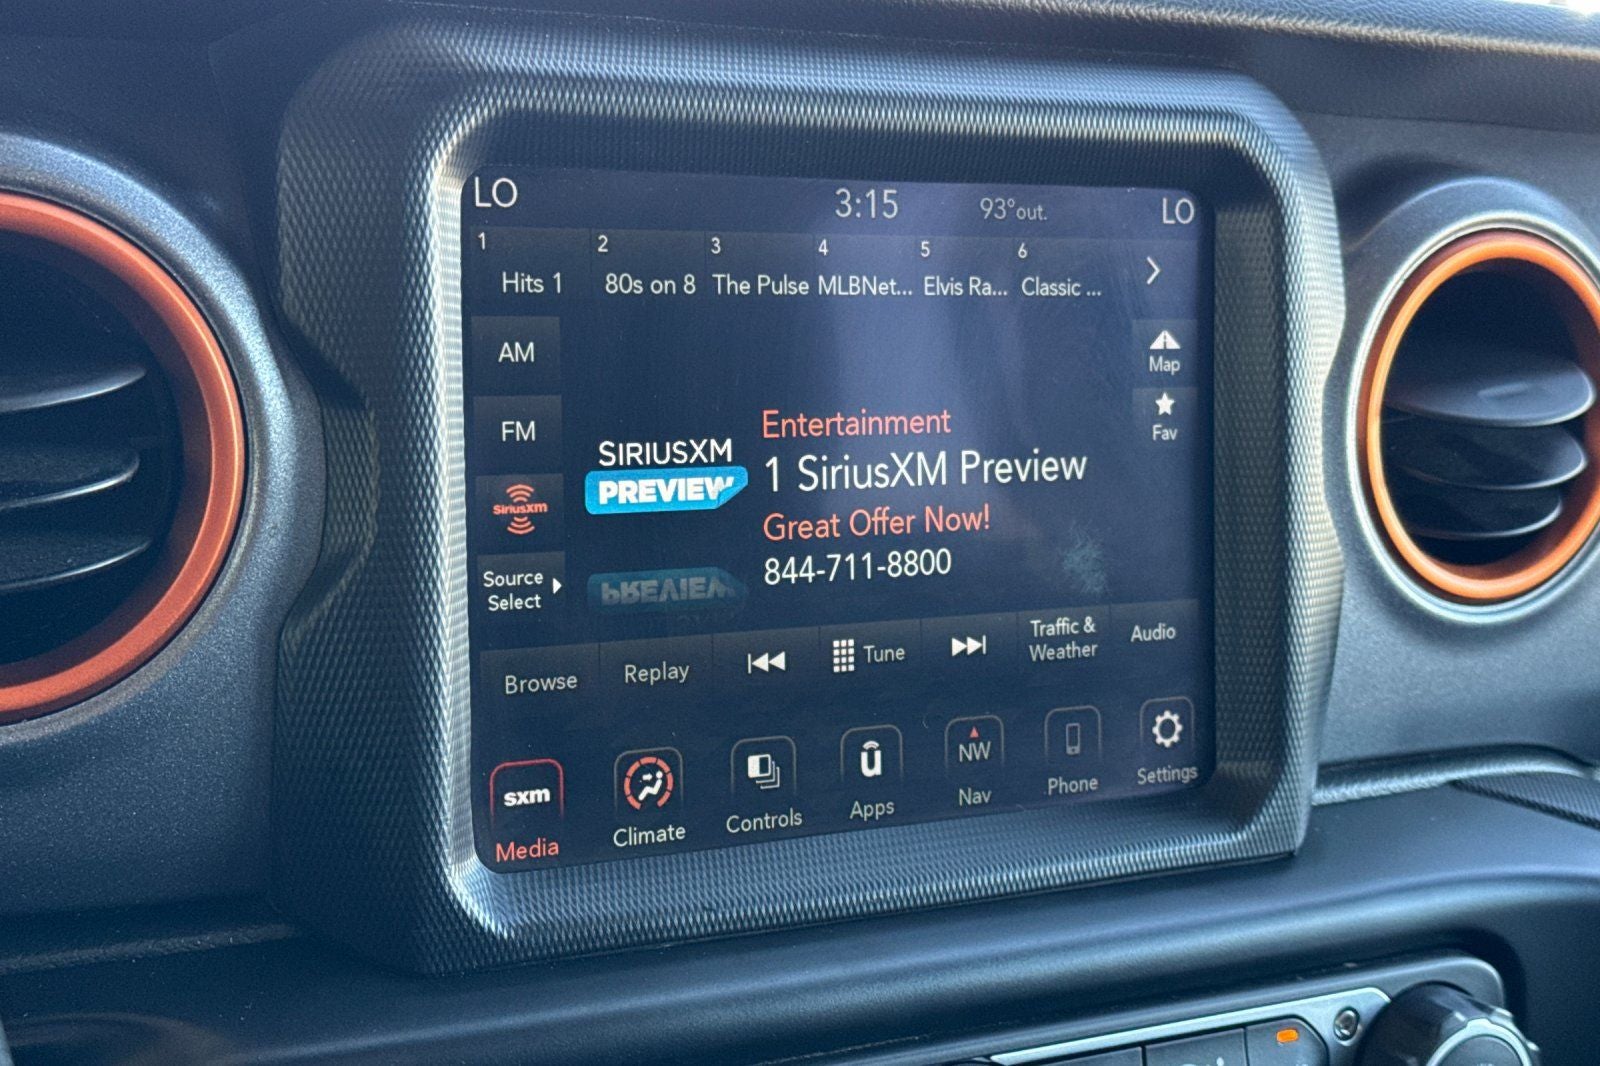 LO
3:15
93°out.
LO
1
2
3
4
5
6
Hits 1
80s on 8
The Pulse
MLBNet...
Elvis Ra...
Classic ...
AM
FM
SiriusXM
Source
Select
SIRIUSXM
PREVIEW
Entertainment
1 SiriusXM Preview
Great Offer Now!
844-711-8800
Map
Fav
Browse
Replay
Tune
Traffic &
Weather
Audio
sxm
Media
Climate
Controls
ū
Apps
NW
Nav
Phone
Settings